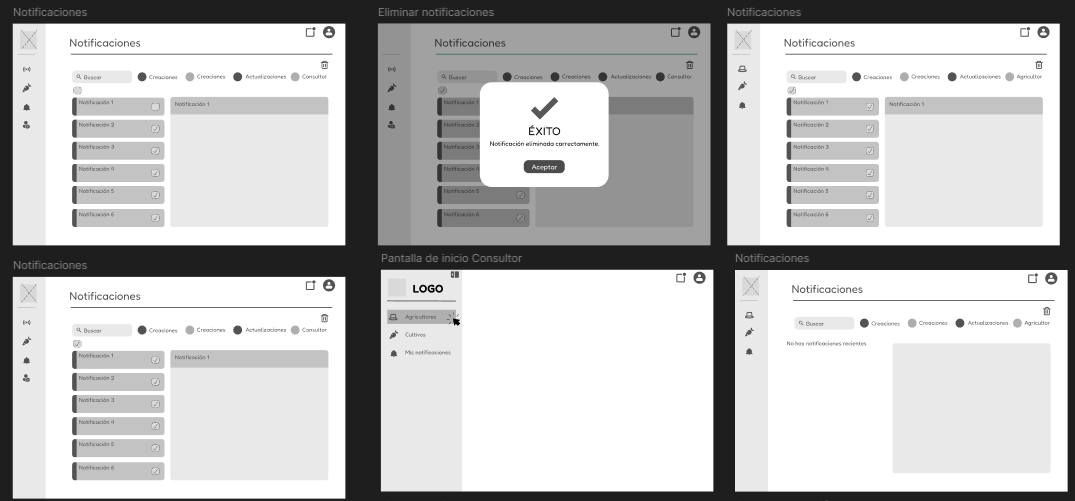 Notificaciones
Notificaciones
Buscar
Creaciones
Creaciones
Actualizaciones
Consultor
Notificación 1
Notificación 2
Notificación 3
Notificación 4
Notificación 5
Notificación 6
Notificación 1
Eliminar notificaciones
Notificaciones
Buscar
Creaciones
Creaciones
Actualizaciones
Consultor
Notificación 1
Notificación 2
Notificación 3
Notificación 4
Notificación 5
Notificación 6
ÉXITO
Notificación eliminada correctamente.
Aceptar
Notificaciones
Notificaciones
Buscar
Creaciones
Creaciones
Actualizaciones
Agricultor
Notificación 1
Notificación 2
Notificación 3
Notificación 4
Notificación 5
Notificación 6
Notificación 1
Notificaciones
Notificaciones
Buscar
Creaciones
Creaciones
Actualizaciones
Consultor
Notificación 1
Notificación 2
Notificación 3
Notificación 4
Notificación 5
Notificación 6
Notificación 1
Pantalla de inicio Consultor
LOGO
Agricultores
Cultivos
Mis notificaciones
Notificaciones
Notificaciones
Buscar
Creaciones
Creaciones
Actualizaciones
Agricultor
No hay notificaciones recientes